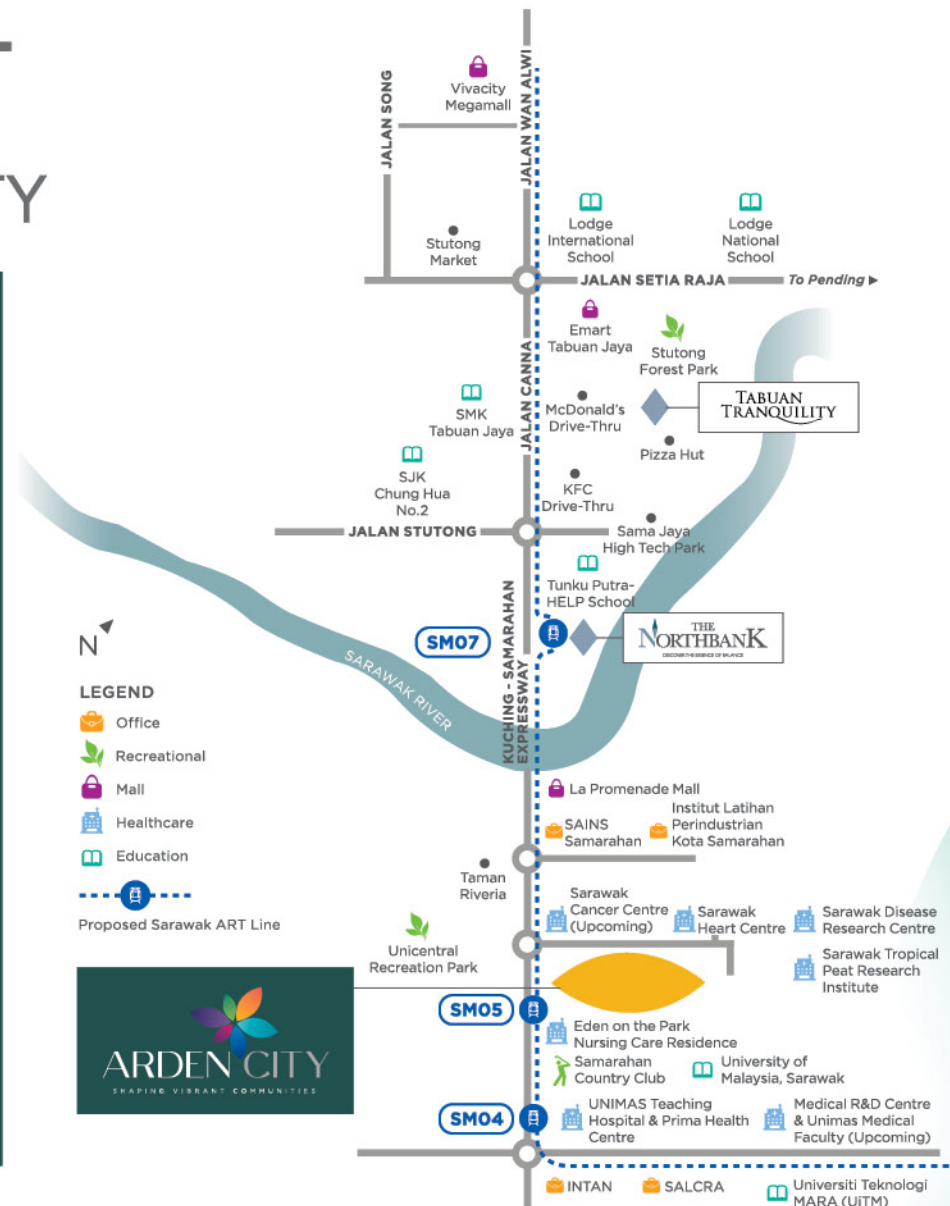 TY
JALAN SONG
Vivacity
Megamall
JALAN WAN ALWI
Stutong
Market
Lodge
International
School
Lodge
National
School
JALAN SETIA RAJA
To Pending ▶
Emart
Tabuan Jaya
Stutong
Forest Park
JALAN CANNA
SMK
Tabuan Jaya
McDonald's
Drive-Thru
TABUAN
TRANQUILITY
Pizza Hut
SJK
Chung Hua
No.2
KFC
Drive-Thru
JALAN STUTONG
Sama Jaya
High Tech Park
Tunku Putra-
HELP School
SM07
THE
NORTHBANK
DISCOVER THE ESSENCE OF BALANCE
KUCHING - SAMARAHAN
EXPRESSWAY
SARAWAK RIVER
N
LEGEND
Office
Recreational
Mall
Healthcare
Education
Proposed Sarawak ART Line
La Promenade Mall
SAINS
Samarahan
Institut Latihan
Perindustrian
Kota Samarahan
Taman
Riveria
Sarawak
Cancer Centre
(Upcoming)
Sarawak
Heart Centre
Sarawak Disease
Research Centre
Unicentral
Recreation Park
Sarawak Tropical
Peat Research
Institute
ARDEN CITY
SHAPING VIBRANT COMMUNITIES
SM05
Eden on the Park
Nursing Care Residence
Samarahan
Country Club
University of
Malaysia, Sarawak
SM04
UNIMAS Teaching
Hospital & Prima Health
Centre
Medical R&D Centre
& Unimas Medical
Faculty (Upcoming)
INTAN
SALCRA
Universiti Teknologi
MARA (UiTM)